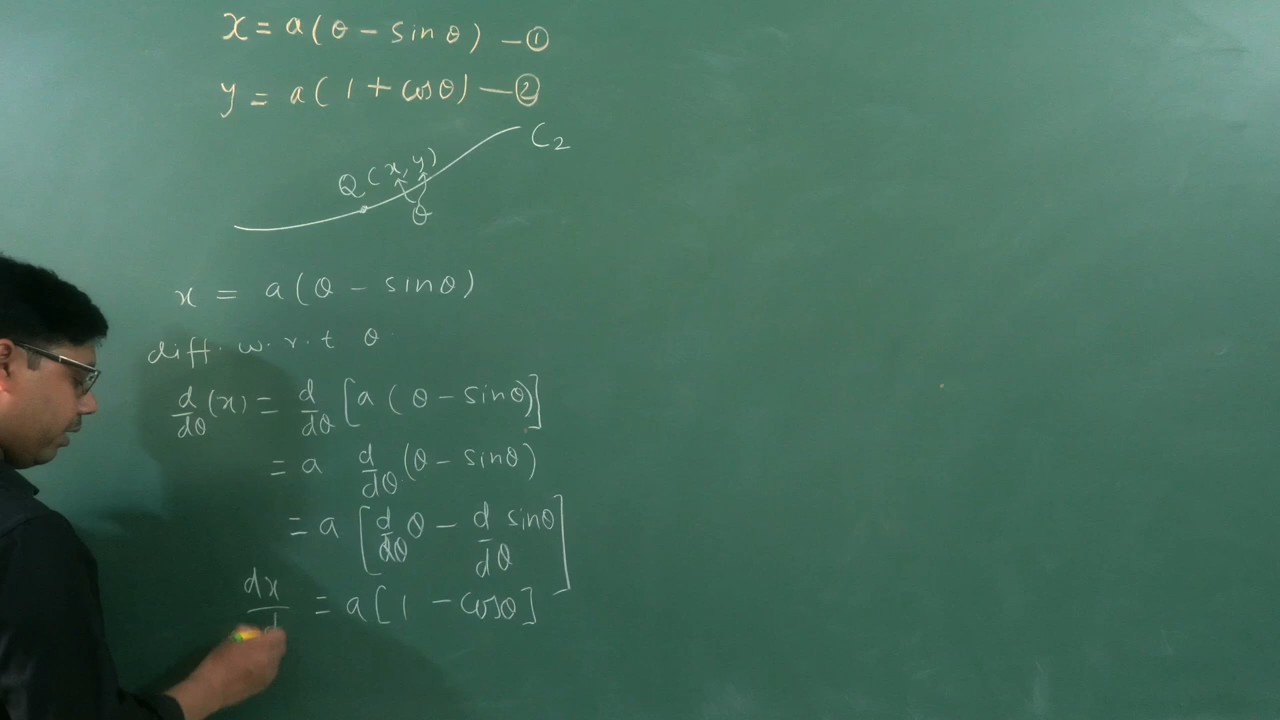 x = a(θ - sinθ) - ①
y = a(1 + cosθ) - ②
C₂
Q(x, y)
θ
x = a(θ - sinθ)
diff. w.r.t θ
d/dθ (x) = d/dθ [a (θ - sinθ)]
= a d/dθ (θ - sinθ)
= a [d/dθ θ - d/dθ sinθ]
dx/d = a[1 - cosθ]